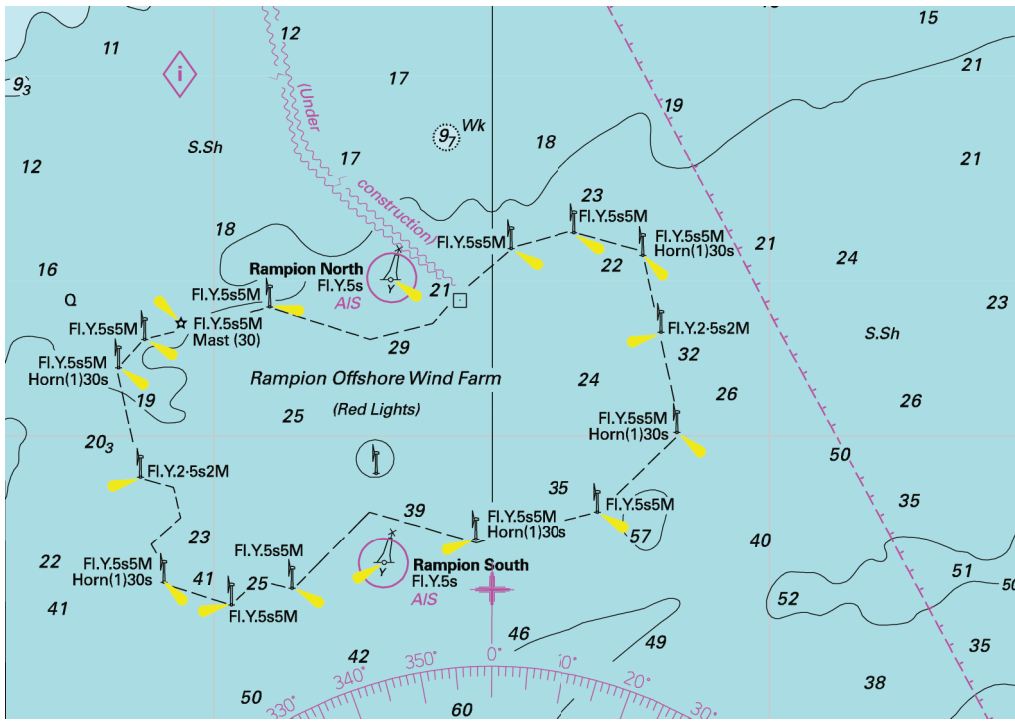 15
12
11
i
(Under
17
21
9₃
19
9₇ Wk
18
S.Sh
17
12
21
construction)
23
Fl.Y.5s5M
18
Fl.Y.5s5M
Fl.Y.5s5M
Horn(1)30s
21
24
16
Rampion North
Fl.Y.5s
AIS
Y
21
22
Q
Fl.Y.5s5M
23
Fl.Y.5s5M
Fl.Y.5s5M
Mast (30)
Fl.Y.2·5s2M
S.Sh
29
32
Fl.Y.5s5M
Horn(1)30s
Rampion Offshore Wind Farm
(Red Lights)
24
26
19
25
Fl.Y.5s5M
Horn(1)30s
26
20₃
50
Fl.Y.2·5s2M
35
Fl.Y.5s5M
35
39
Fl.Y.5s5M
Horn(1)30s
57
40
23
22
Fl.Y.5s5M
Horn(1)30s
Fl.Y.5s5M
Y
Rampion South
Fl.Y.5s
AIS
41
25
51
50
41
Fl.Y.5s5M
52
46
49
35
42
350°
0°
10°
340°
20°
38
50
330°
60